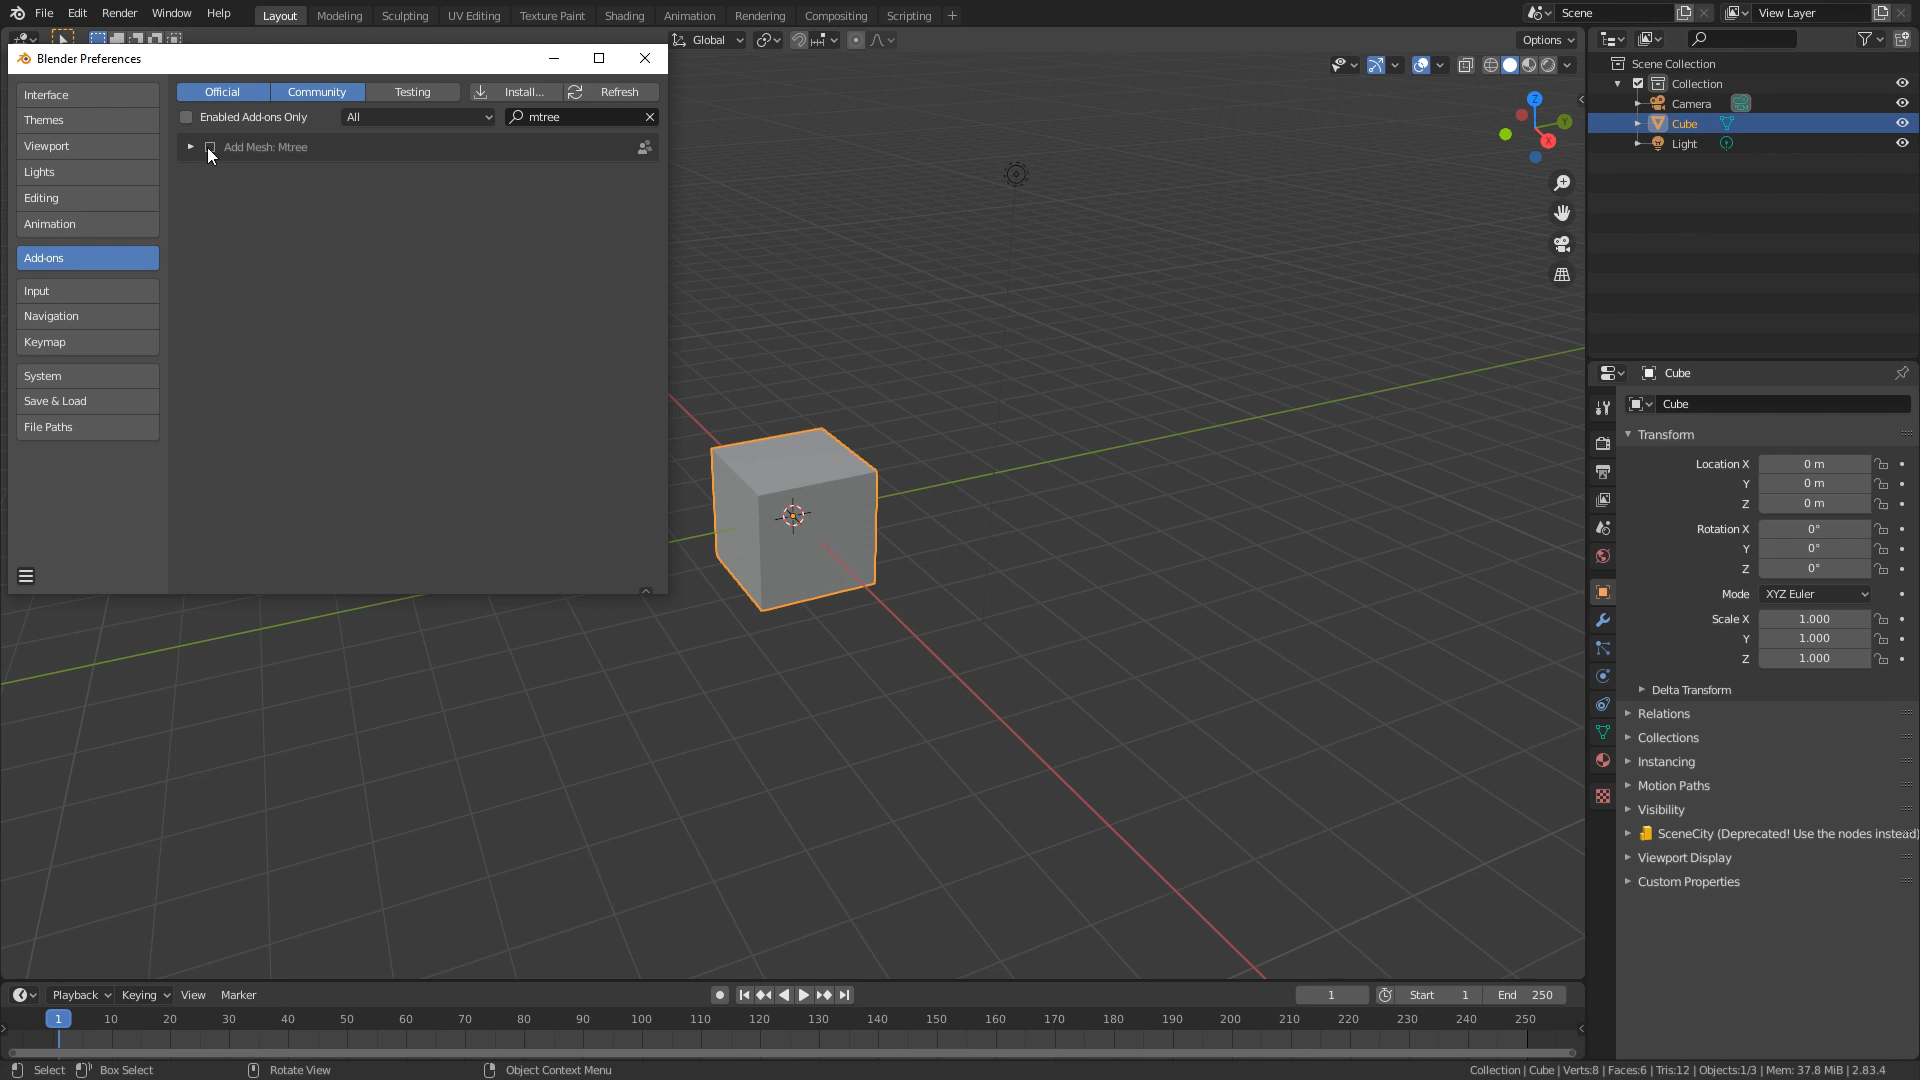 File Edit Render Window Help Layout Modeling Sculpting UV Editing Texture Paint Shading Animation Rendering Compositing Scripting + Scene View Layer
Global Options
Blender Preferences
Interface
Themes
Viewport
Lights
Editing
Animation
Add-ons
Input
Navigation
Keymap
System
Save & Load
File Paths
Official Community Testing Install... Refresh
Enabled Add-ons Only All mtree
Add Mesh: Mtree
Z
Y
X
Scene Collection
Collection
Camera
Cube
Light
Cube
Cube
Transform
Location X 0 m
Y 0 m
Z 0 m
Rotation X 0°
Y 0°
Z 0°
Mode XYZ Euler
Scale X 1.000
Y 1.000
Z 1.000
Delta Transform
Relations
Collections
Instancing
Motion Paths
Visibility
SceneCity (Deprecated! Use the nodes instead)
Viewport Display
Custom Properties
Playback Keying View Marker 1 Start 1 End 250
1 10 20 30 40 50 60 70 80 90 100 110 120 130 140 150 160 170 180 190 200 210 220 230 240 250
Select Box Select Rotate View Object Context Menu Collection | Cube | Verts:8 | Faces:6 | Tris:12 | Objects:1/3 | Mem: 37.8 MiB | 2.83.4